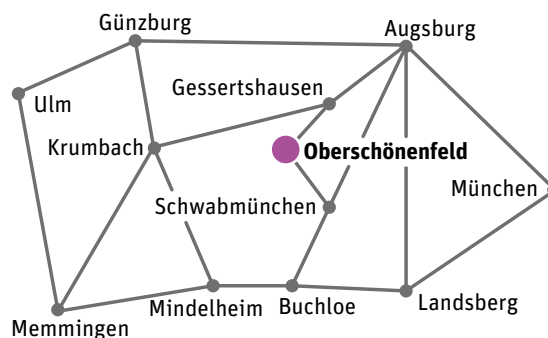 Günzburg
Augsburg
Gessertshausen
Ulm
Krumbach
Oberschönenfeld
München
Schwabmünchen
Mindelheim
Buchloe
Landsberg
Memmingen